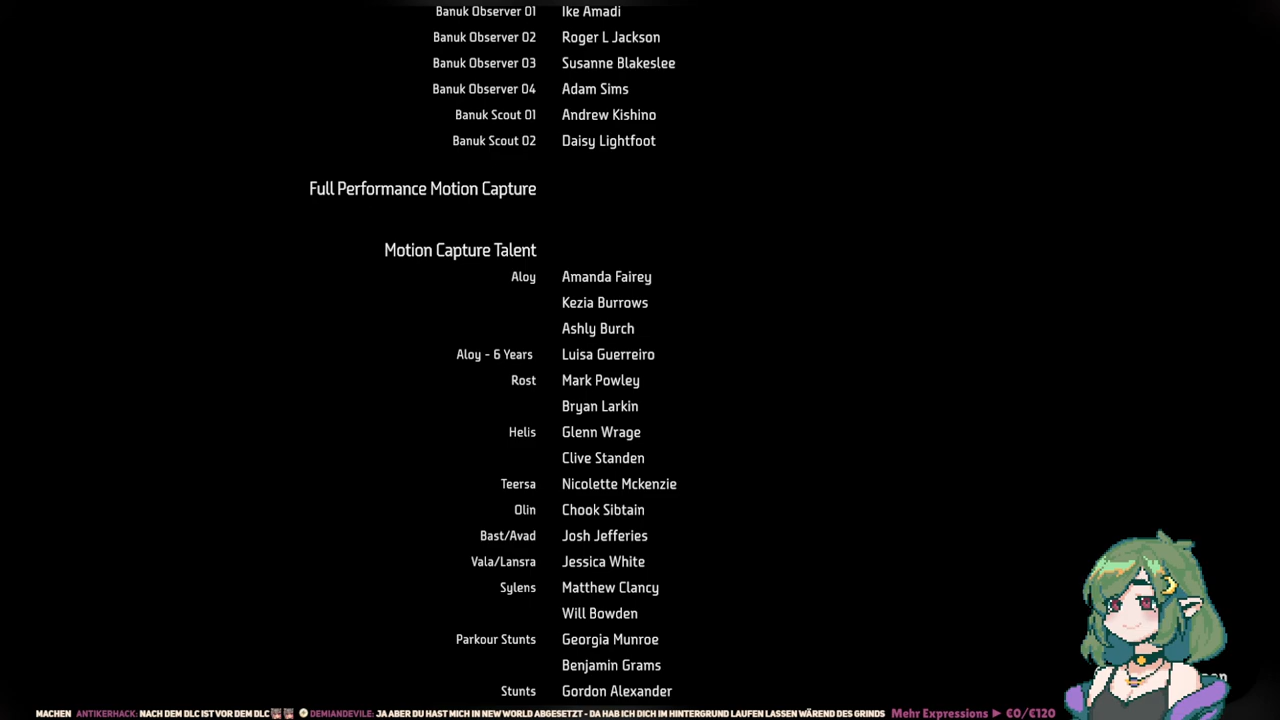 Banuk Observer 01 Ike Amadi
Banuk Observer 02 Roger L Jackson
Banuk Observer 03 Susanne Blakeslee
Banuk Observer 04 Adam Sims
Banuk Scout 01 Andrew Kishino
Banuk Scout 02 Daisy Lightfoot
Full Performance Motion Capture
Motion Capture Talent
Aloy Amanda Fairey
Kezia Burrows
Ashly Burch
Aloy - 6 Years Luisa Guerreiro
Rost Mark Powley
Bryan Larkin
Helis Glenn Wrage
Clive Standen
Teersa Nicolette Mckenzie
Olin Chook Sibtain
Bast/Avad Josh Jefferies
Vala/Lansra Jessica White
Sylens Matthew Clancy
Will Bowden
Parkour Stunts Georgia Munroe
Benjamin Grams
Stunts Gordon Alexander
MACHEN ANTIKERHACK: NACH DEM DLC IST VOR DEM DLC DEMIANDEVILE: JA ABER DU HAST MICH IN NEW WORLD ABGESETZT - DA HAB ICH DICH IM HINTERGRUND LAUFEN LASSEN WÄREND DES GRINDS Mehr Expressions ► €0/€120